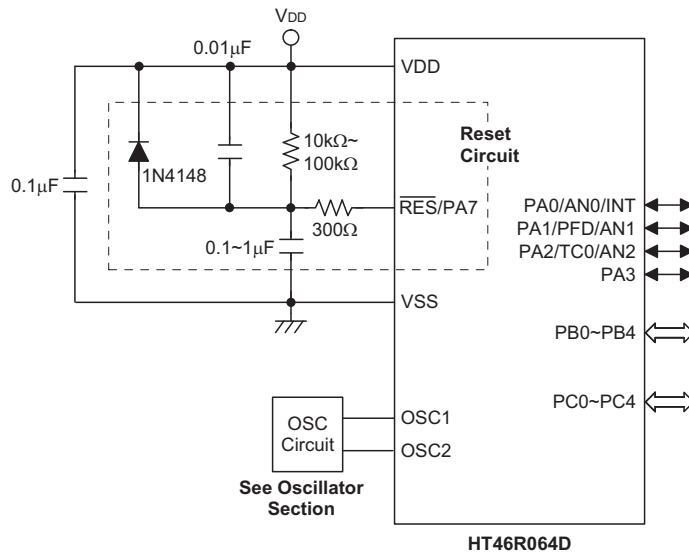 VDD
0.01μF
VDD
10kΩ~
100kΩ
Reset
Circuit
1N4148
0.1μF
RES/PA7
300Ω
0.1~1μF
VSS
PA0/AN0/INT
PA1/PFD/AN1
PA2/TC0/AN2
PA3
PB0~PB4
PC0~PC4
OSC
Circuit
OSC1
OSC2
See Oscillator
Section
HT46R064D